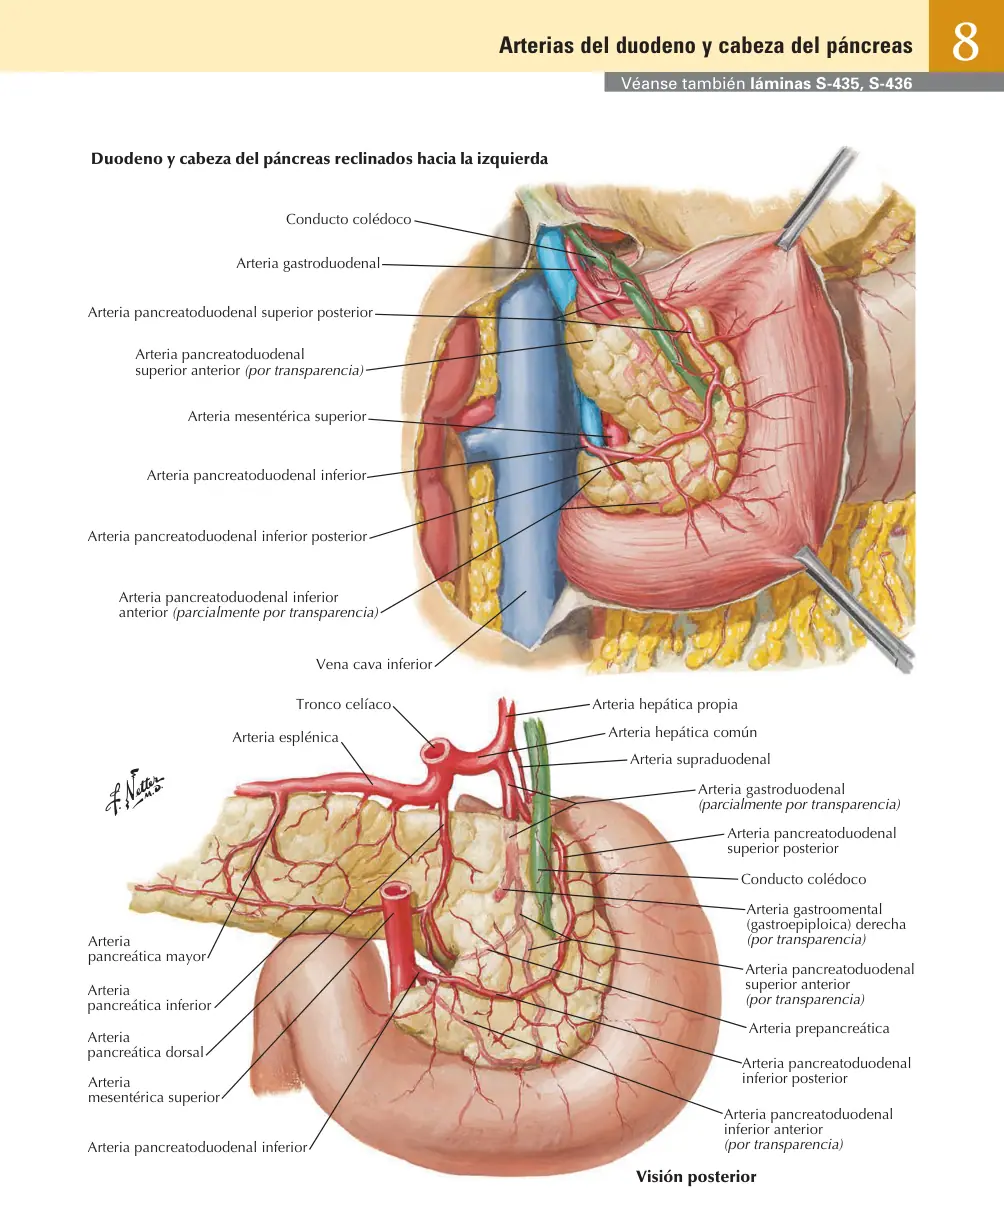 Arterias del duodeno y cabeza del páncreas
8
Véanse también láminas S-435, S-436
Duodeno y cabeza del páncreas reclinados hacia la izquierda
Conducto colédoco
Arteria gastroduodenal
Arteria pancreatoduodenal superior posterior
Arteria pancreatoduodenal
superior anterior (por transparencia)
Arteria mesentérica superior
Arteria pancreatoduodenal inferior
Arteria pancreatoduodenal inferior posterior
Arteria pancreatoduodenal inferior
anterior (parcialmente por transparencia)
Vena cava inferior
Tronco celíaco
Arteria esplénica
Arteria hepática propia
Arteria hepática común
Arteria supraduodenal
Arteria gastroduodenal
(parcialmente por transparencia)
Arteria pancreatoduodenal
superior posterior
Conducto colédoco
Arteria gastroomental
(gastroepiploica) derecha
(por transparencia)
Arteria pancreatoduodenal
superior anterior
(por transparencia)
Arteria prepancreática
Arteria pancreatoduodenal
inferior posterior
Arteria pancreatoduodenal
inferior anterior
(por transparencia)
F. Netter
M.D.
Arteria
pancreática mayor
Arteria
pancreática inferior
Arteria
pancreática dorsal
Arteria
mesentérica superior
Arteria pancreatoduodenal inferior
Visión posterior